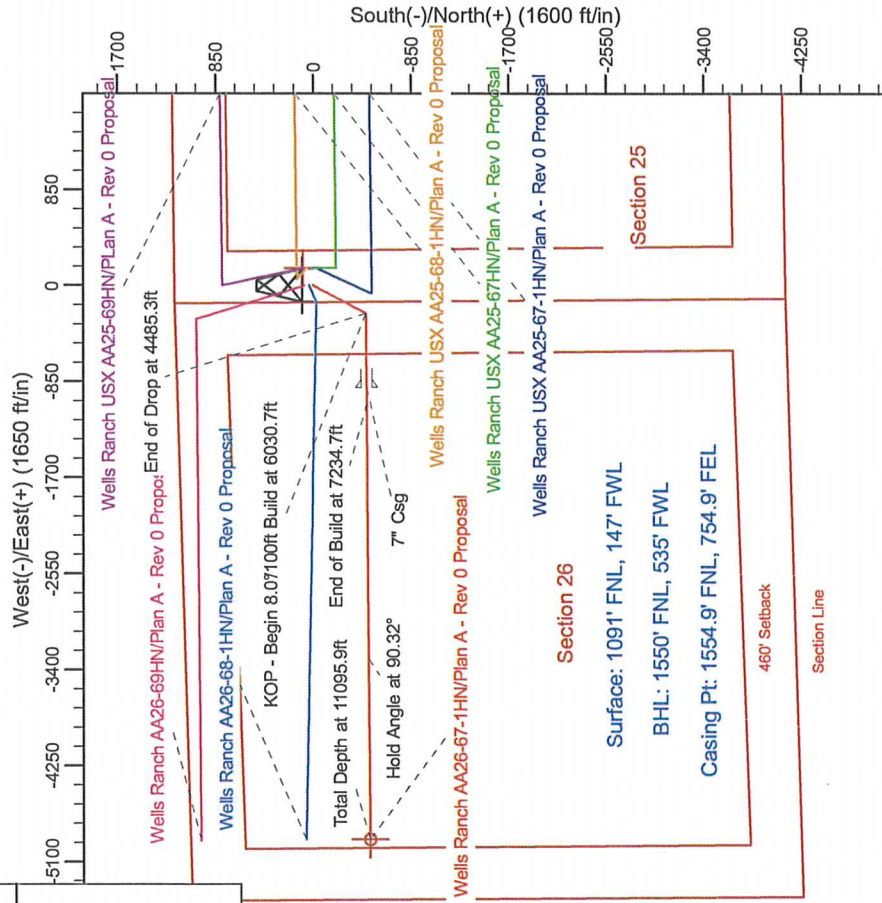 South(-)/North(+) (1600 ft/in)
1700
850
0
-850
-1700
-2550
-3400
-4250
West(-)/East(+) (1650 ft/in)
850
0
-850
-1700
-2550
-3400
-4250
-5100
Wells Ranch USX AA25-69HN/PLan A - Rev 0 Proposal
Wells Ranch USX AA25-68-1HN/Plan A - Rev 0 Proposal
Wells Ranch USX AA25-67HN/Plan A - Rev 0 Proposal
Wells Ranch USX AA25-67-1HN/Plan A - Rev 0 Proposal
Section 25
Wells Ranch AA26-69HN/Plan A - Rev 0 Propo
End of Drop at 4485.3ft
Wells Ranch AA26-68-1HN/Plan A - Rev 0 Proposal
KOP - Begin 8.0°/100ft Build at 6030.7ft
End of Build at 7234.7ft
Total Depth at 11095.9ft
7" Csg
Hold Angle at 90.32°
Wells Ranch AA26-67-1HN/Plan A - Rev 0 Proposal
Section 26
Surface: 1091' FNL, 147' FWL
BHL: 1550' FNL, 535' FWL
Casing Pt: 1554.9' FNL, 754.9' FEL
460' Setback
Section Line